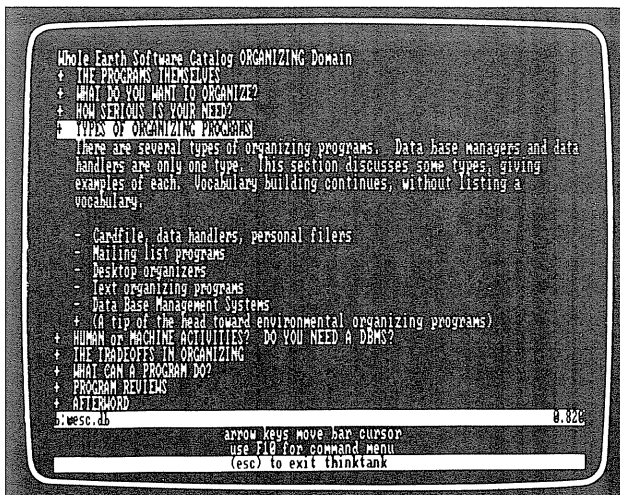 Whole Earth Software Catalog ORGANIZING Domain
+ THE PROGRAMS THEMSELVES
+ WHAT DO YOU WANT TO ORGANIZE?
+ HOW SERIOUS IS YOUR NEED?
+ TYPES OF ORGANIZING PROGRAMS
There are several types of organizing programs. Data base managers and data
handlers are only one type. This section discusses some types, giving
examples of each. Vocabulary building continues, without listing a
vocabulary.
- Cardfile, data handlers, personal filers
- Mailing list programs
- Desktop organizers
- Text organizing programs
- Data Base Management Systems
+ (A tip of the head toward environmental organizing programs)
+ HUMAN or MACHINE ACTIVITIES? DO YOU NEED A DBMS?
+ THE TRADEOFFS IN ORGANIZING
+ WHAT CAN A PROGRAM DO?
+ PROGRAM REVIEWS
+ AFTERWORD
b:wesc.db 0.820
arrow keys move bar cursor
use F10 for command menu
(esc) to exit thinktank